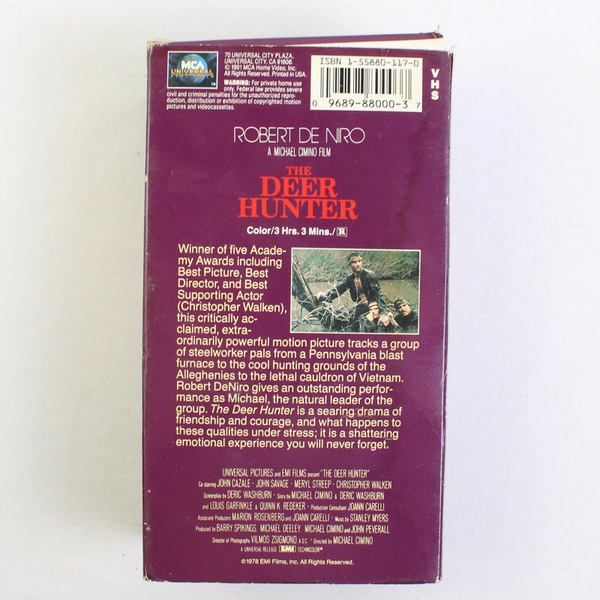 MCA
UNIVERSAL
70 UNIVERSAL CITY PLAZA,
UNIVERSAL CITY, CA 91608.
© 1991 MCA Home Video, Inc.
All Rights Reserved. Printed in USA.
WARNING: For private home use
only. Federal law provides severe
civil and criminal penalties for the unauthorized repro-
duction, distribution or exhibition of copyrighted motion
pictures and videocassettes.
ISBN 1-55880-117-0
0 9689-88000-3 7
VHS
ROBERT DE NIRO
A MICHAEL CIMINO FILM
THE
DEER
HUNTER
Color/3 Hrs. 3 Mins./R
Winner of five Acade-
my Awards including
Best Picture, Best
Director, and Best
Supporting Actor
(Christopher Walken),
this critically ac-
claimed, extra-
ordinarily powerful motion picture tracks a group
of steelworker pals from a Pennsylvania blast
furnace to the cool hunting grounds of the
Alleghenies to the lethal cauldron of Vietnam.
Robert DeNiro gives an outstanding perfor-
mance as Michael, the natural leader of the
group. The Deer Hunter is a searing drama of
friendship and courage, and what happens to
these qualities under stress; it is a shattering
emotional experience you will never forget.
UNIVERSAL PICTURES and EMI FILMS present "THE DEER HUNTER"
Co-starring JOHN CAZALE · JOHN SAVAGE · MERYL STREEP · CHRISTOPHER WALKEN
Screenplay by DERIC WASHBURN · Story by MICHAEL CIMINO & DERIC WASHBURN
and LOUIS GARFINKLE & QUINN K. REDEKER · Production Consultant JOANN CARELLI
Associate Producers MARION ROSENBERG and JOANN CARELLI · Music by STANLEY MYERS
Produced by BARRY SPIKINGS · MICHAEL DEELEY · MICHAEL CIMINO and JOHN PEVERALL
Director of Photography VILMOS ZSIGMOND A.S.C. · Directed by MICHAEL CIMINO
A UNIVERSAL RELEASE EMI TECHNICOLOR®
©1978 EMI Films, Inc. All Rights Reserved.